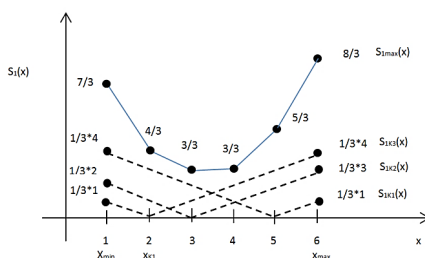 8/3 S1max(x)
S1(x)
7/3
5/3
4/3
3/3 3/3
1/3*4 1/3*4 S1K3(x)
1/3*2 1/3*3 S1K2(x)
1/3*1 1/3*1 S1K1(x)
1 2 3 4 5 6 x
Xmin xK1 xmax